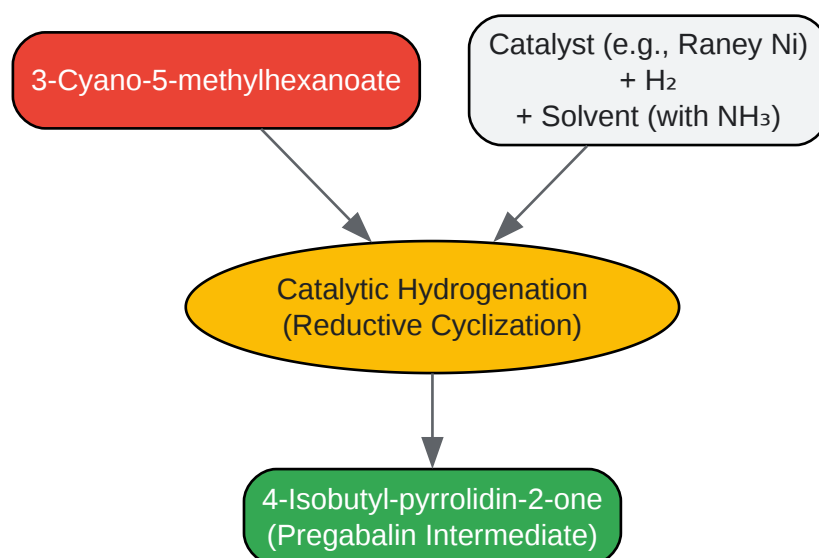 3-Cyano-5-methylhexanoate
Catalyst (e.g., Raney Ni)
+ H₂
+ Solvent (with NH₃)
Catalytic Hydrogenation
(Reductive Cyclization)
4-Isobutyl-pyrrolidin-2-one
(Pregabalin Intermediate)